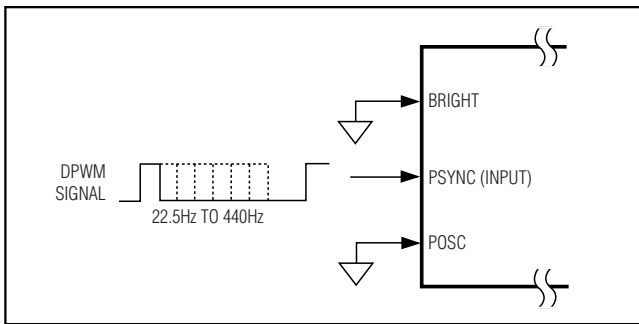 BRIGHT
DPWM
SIGNAL
PSYNC (INPUT)
22.5Hz TO 440Hz
POSC